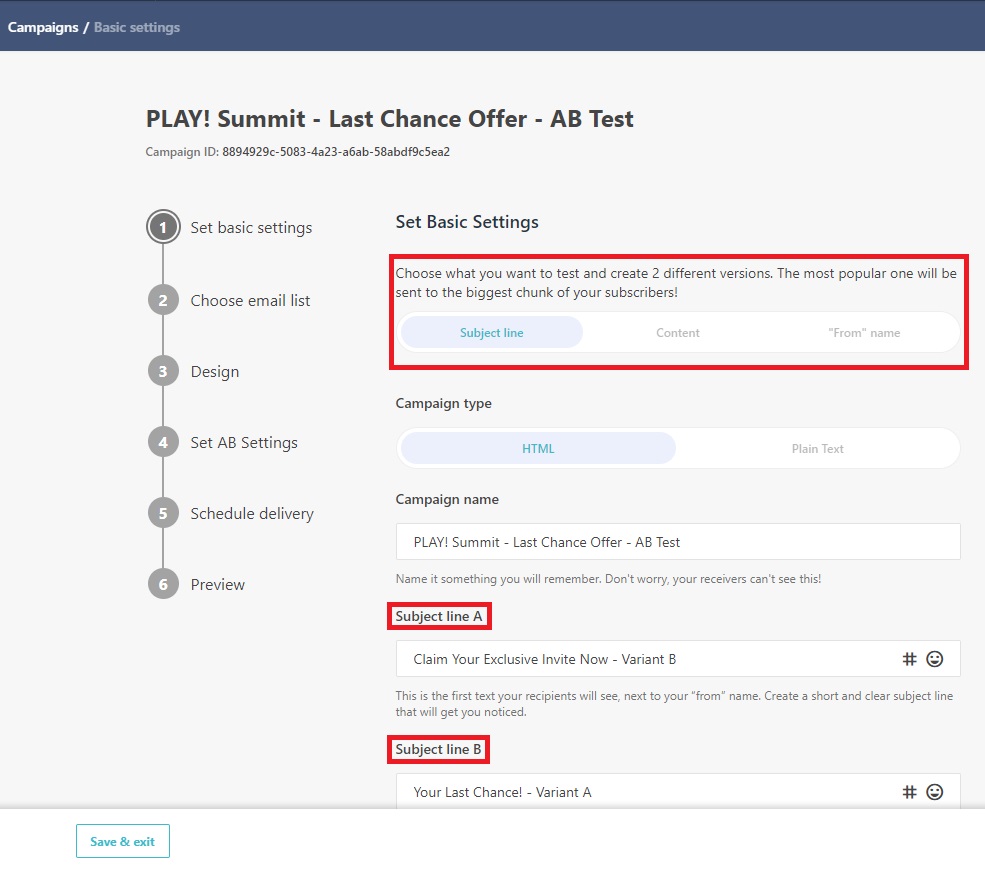 Campaigns / Basic settings
PLAY! Summit - Last Chance Offer - AB Test
Campaign ID: 8894929c-5083-4a23-a6ab-58abdf9c5ea2
1 Set basic settings
2 Choose email list
3 Design
4 Set AB Settings
5 Schedule delivery
6 Preview
Set Basic Settings
Choose what you want to test and create 2 different versions. The most popular one will be
sent to the biggest chunk of your subscribers!
Subject line Content "From" name
Campaign type
HTML Plain Text
Campaign name
PLAY! Summit - Last Chance Offer - AB Test
Name it something you will remember. Don't worry, your receivers can't see this!
Subject line A
Claim Your Exclusive Invite Now - Variant B
This is the first text your recipients will see, next to your “from” name. Create a short and clear subject line
that will get you noticed.
Subject line B
Your Last Chance! - Variant A
Save & exit